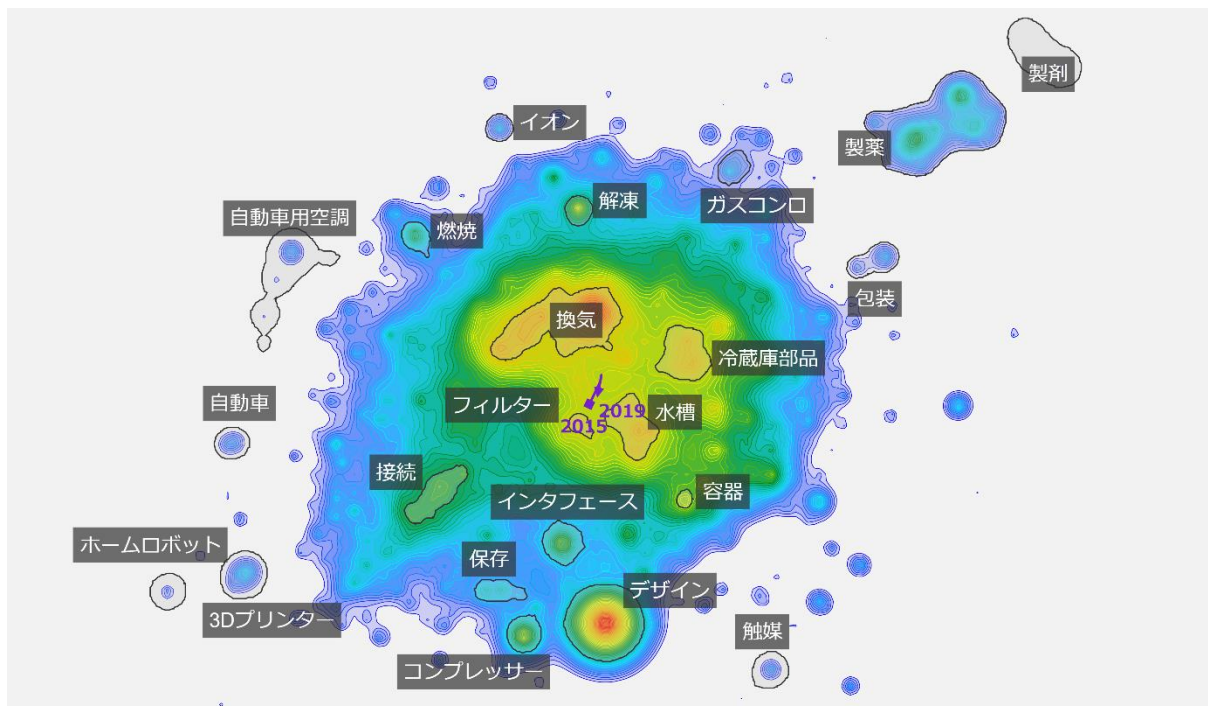 製剤
イオン
製薬
ガスコンロ
解凍
自動車用空調
燃焼
包装
換気
冷蔵庫部品
フィルター
自動車
2019
水槽
2015
接続
インタフェース
容器
ホームロボット
保存
デザイン
3Dプリンター
触媒
コンプレッサー